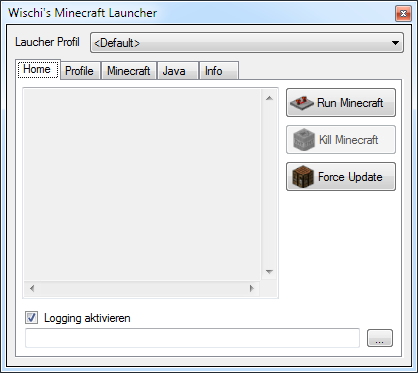 Wischi's Minecraft Launcher
Laucher Profil <Default>
Home Profile Minecraft Java Info
Run Minecraft
Kill Minecraft
Force Update
Logging aktivieren
...